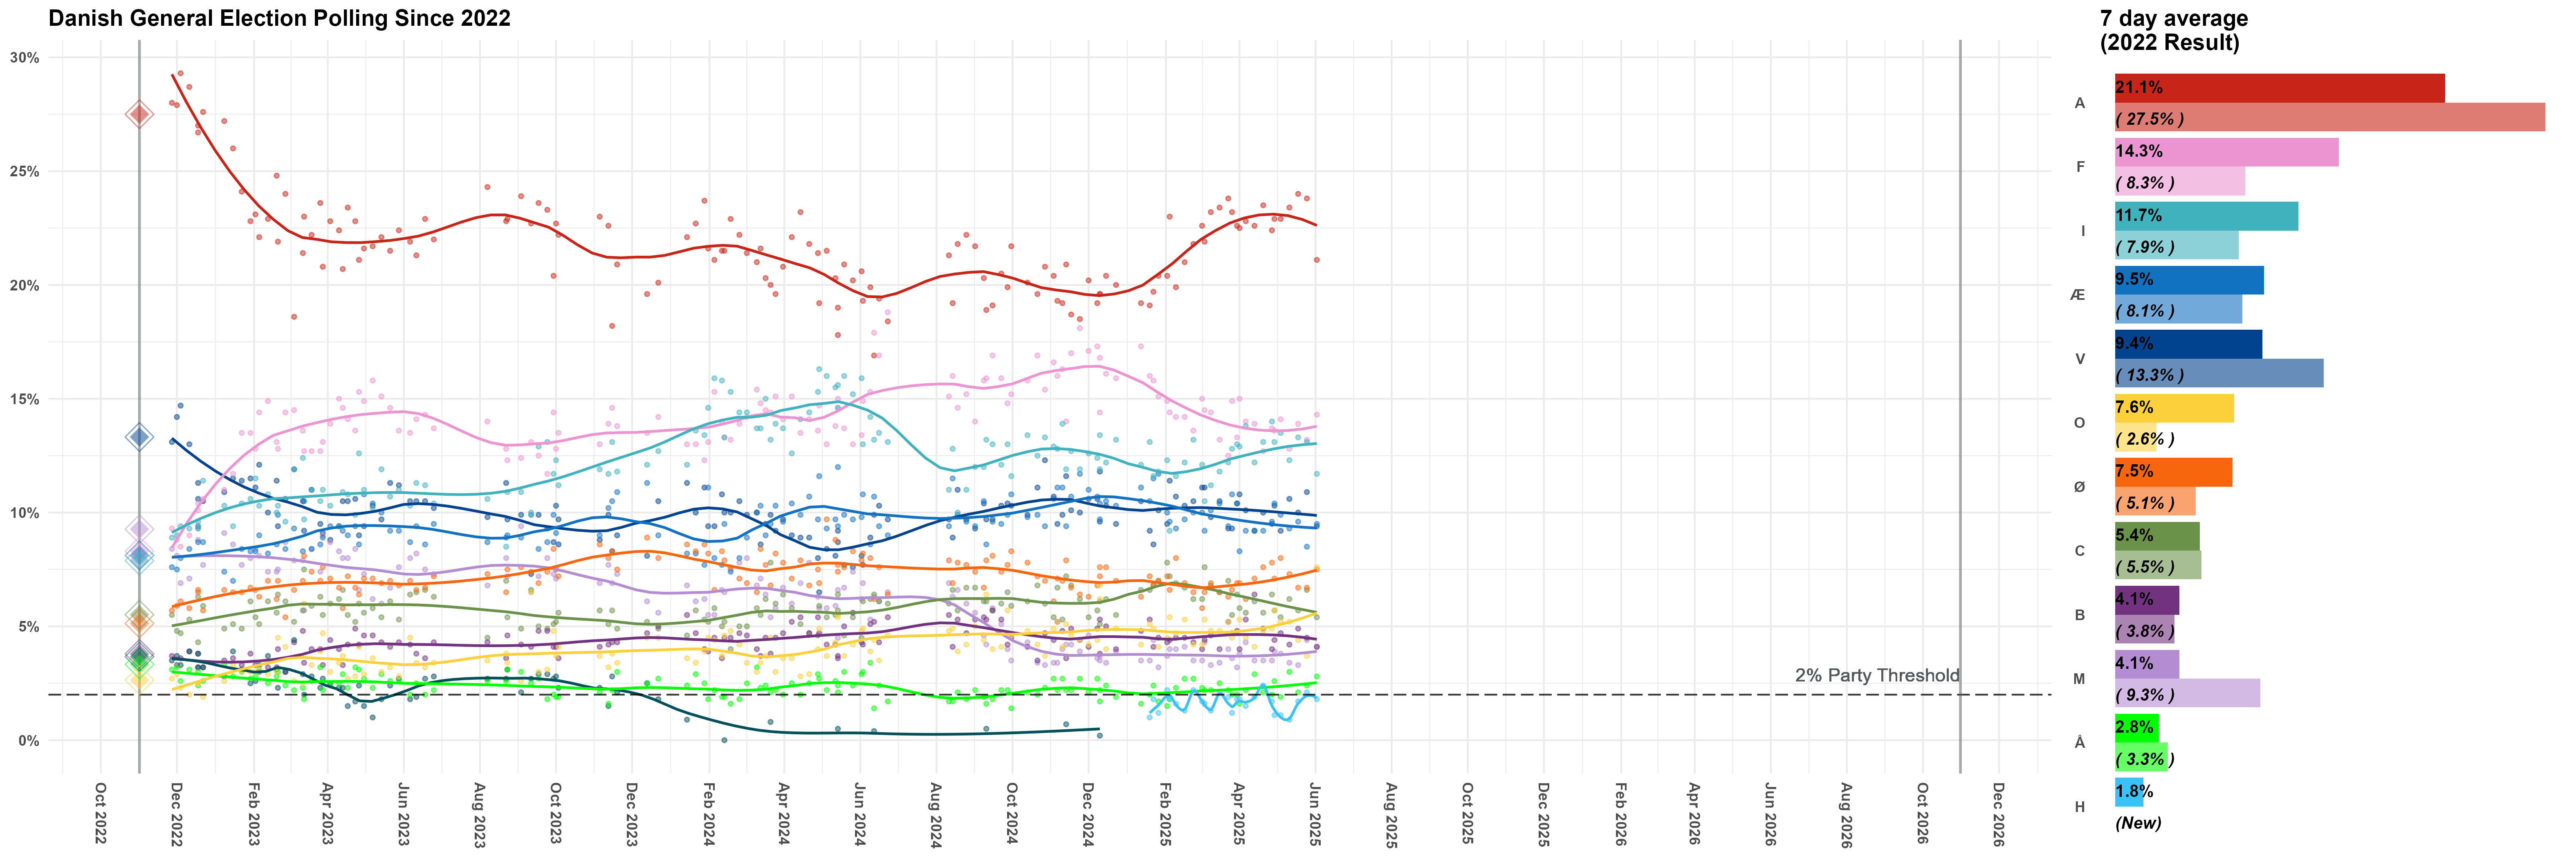 Danish General Election Polling Since 2022
7 day average
(2022 Result)
30%
25%
20%
15%
10%
5%
0%
2% Party Threshold
Oct 2022
Dec 2022
Feb 2023
Apr 2023
Jun 2023
Aug 2023
Oct 2023
Dec 2023
Feb 2024
Apr 2024
Jun 2024
Aug 2024
Oct 2024
Dec 2024
Feb 2025
Apr 2025
Jun 2025
Aug 2025
Oct 2025
Dec 2025
Feb 2026
Apr 2026
Jun 2026
Aug 2026
Oct 2026
Dec 2026
A
21.1%
( 27.5% )
F
14.3%
( 8.3% )
I
11.7%
( 7.9% )
Æ
9.5%
( 8.1% )
V
9.4%
( 13.3% )
O
7.6%
( 2.6% )
Ø
7.5%
( 5.1% )
C
5.4%
( 5.5% )
B
4.1%
( 3.8% )
M
4.1%
( 9.3% )
Å
2.8%
( 3.3% )
H
1.8%
(New)